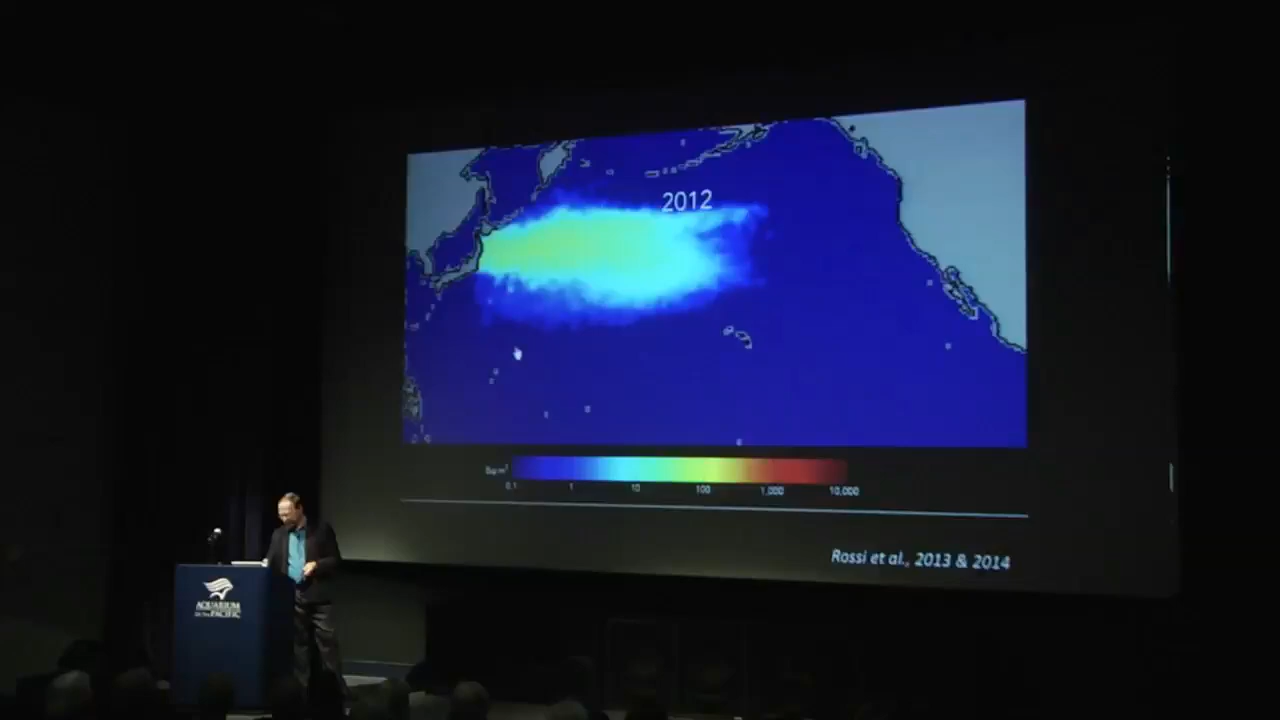 2012
Bq/m³
0.1 1 10 100 1,000 10,000
Rossi et al., 2013 & 2014
AQUARIUM
OF THE PACIFIC